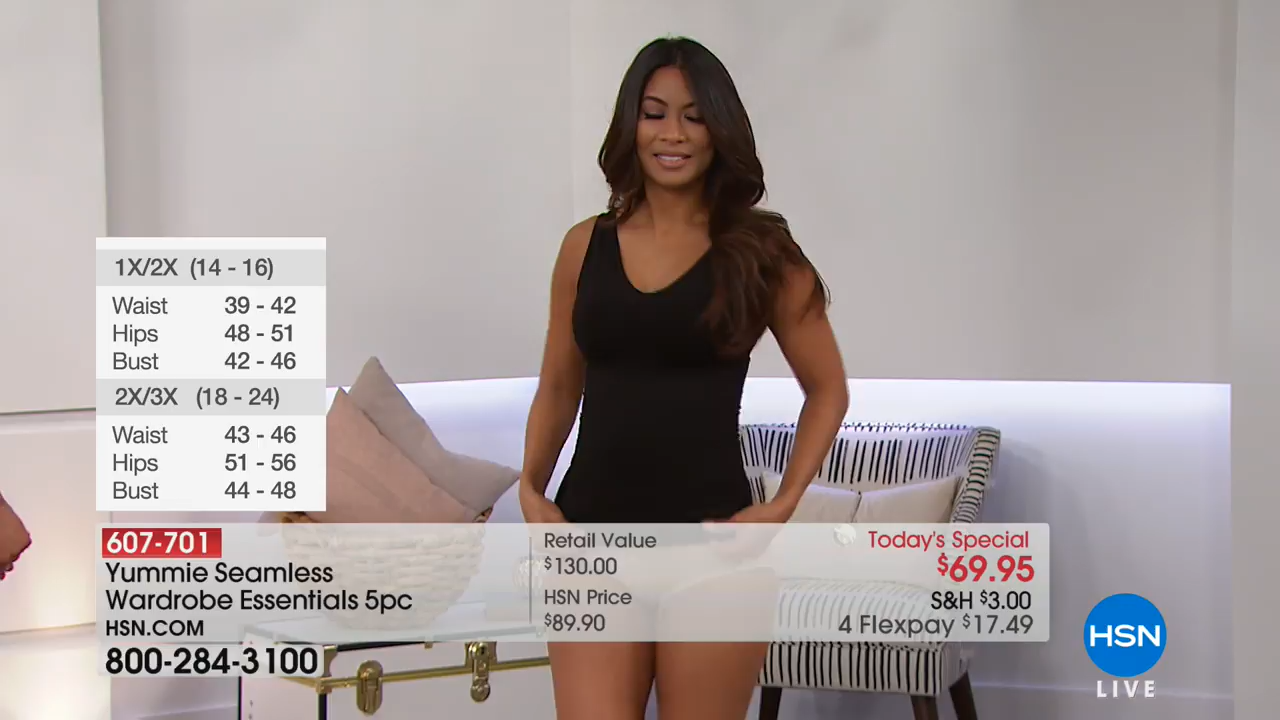 1X/2X (14 - 16)
Waist 39 - 42
Hips 48 - 51
Bust 42 - 46
2X/3X (18 - 24)
Waist 43 - 46
Hips 51 - 56
Bust 44 - 48
607-701
Yummie Seamless
Wardrobe Essentials 5pc
HSN.COM
800-284-3100
Retail Value
$130.00
HSN Price
$89.90
Today's Special
$69.95
S&H $3.00
4 Flexpay $17.49
HSN
LIVE